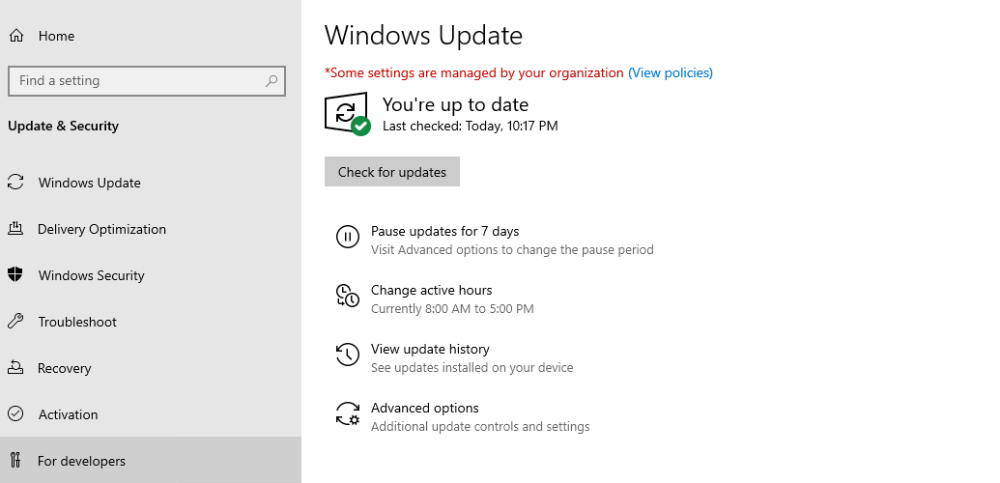 Home
Find a setting
Update & Security
Windows Update
Delivery Optimization
Windows Security
Troubleshoot
Recovery
Activation
For developers
Windows Update
*Some settings are managed by your organization (View policies)
You're up to date
Last checked: Today, 10:17 PM
Check for updates
Pause updates for 7 days
Visit Advanced options to change the pause period
Change active hours
Currently 8:00 AM to 5:00 PM
View update history
See updates installed on your device
Advanced options
Additional update controls and settings